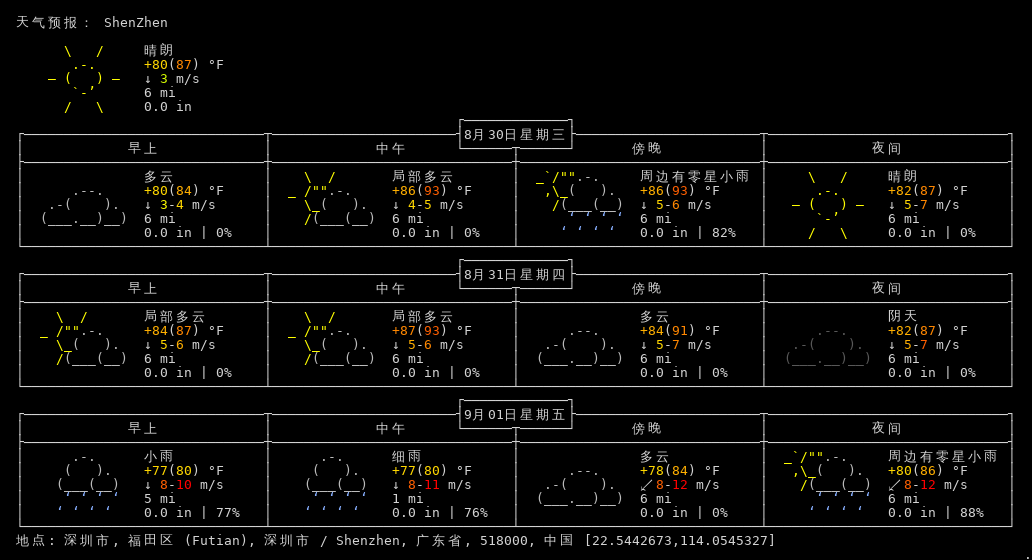 天气预报： ShenZhen
晴朗
+80(87) °F
↓ 3 m/s
6 mi
0.0 in
8月30日星期三
早上 中午 傍晚 夜间
多云 局部多云 周边有零星小雨 晴朗
+80(84) °F +86(93) °F +86(93) °F +82(87) °F
↓ 3-4 m/s ↓ 4-5 m/s ↓ 5-6 m/s ↓ 5-7 m/s
6 mi 6 mi 6 mi 6 mi
0.0 in | 0% 0.0 in | 0% 0.0 in | 82% 0.0 in | 0%
8月31日星期四
早上 中午 傍晚 夜间
局部多云 局部多云 多云 阴天
+84(87) °F +87(93) °F +84(91) °F +82(87) °F
↓ 5-6 m/s ↓ 5-6 m/s ↓ 5-7 m/s ↓ 5-7 m/s
6 mi 6 mi 6 mi 6 mi
0.0 in | 0% 0.0 in | 0% 0.0 in | 0% 0.0 in | 0%
9月01日星期五
早上 中午 傍晚 夜间
小雨 细雨 多云 周边有零星小雨
+77(80) °F +77(80) °F +78(84) °F +80(86) °F
↓ 8-10 m/s ↓ 8-11 m/s ↙ 8-12 m/s ↙ 8-12 m/s
5 mi 1 mi 6 mi 6 mi
0.0 in | 77% 0.0 in | 76% 0.0 in | 0% 0.0 in | 88%
地点: 深圳市, 福田区 (Futian), 深圳市 / Shenzhen, 广东省, 518000, 中国 [22.5442673,114.0545327]